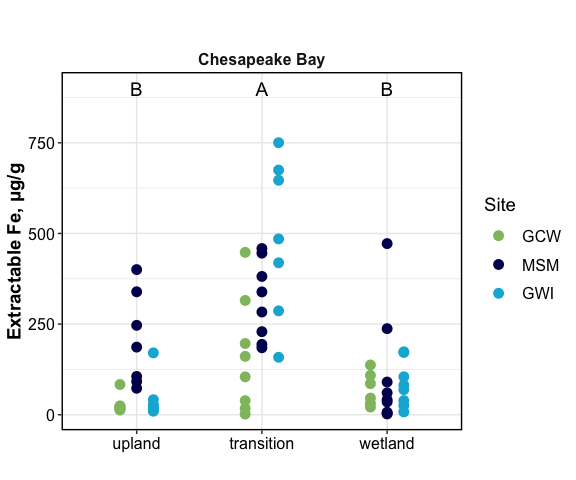 Chesapeake Bay
B A B
Extractable Fe, µg/g
750
500
250
0
upland transition wetland
Site
GCW
MSM
GWI